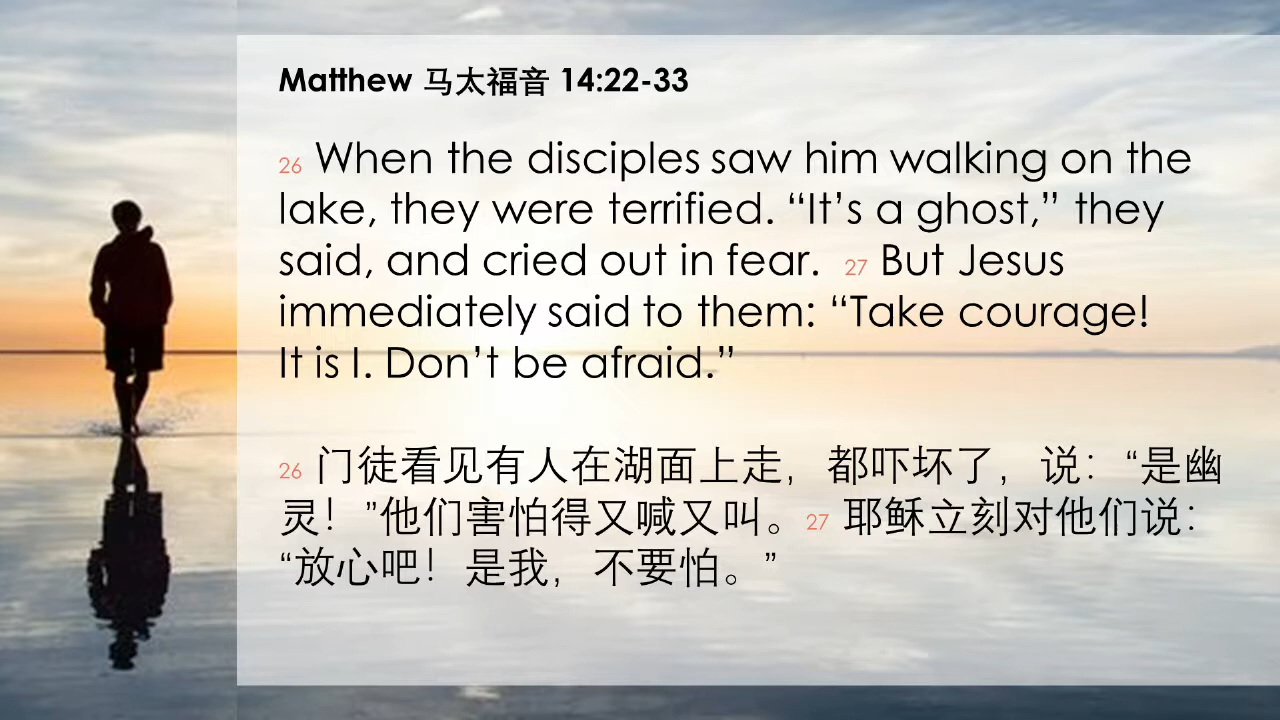 Matthew 马太福音 14:22-33
26 When the disciples saw him walking on the
lake, they were terrified. “It’s a ghost,” they
said, and cried out in fear. 27 But Jesus
immediately said to them: “Take courage!
It is I. Don’t be afraid.”
26 门徒看见有人在湖面上走，都吓坏了，说：“是幽
灵！”他们害怕得又喊又叫。27 耶稣立刻对他们说：
“放心吧！是我，不要怕。”